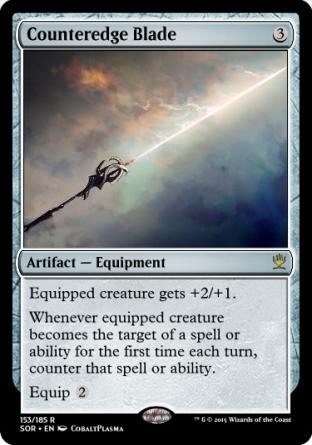 Counteredge Blade 3
Artifact — Equipment
Equipped creature gets +2/+1.
Whenever equipped creature
becomes the target of a spell or
ability for the first time each turn,
counter that spell or ability.
Equip 2
153/185 R
SOR • EN CobaltPlasma
™ & © 2015 Wizards of the Coast